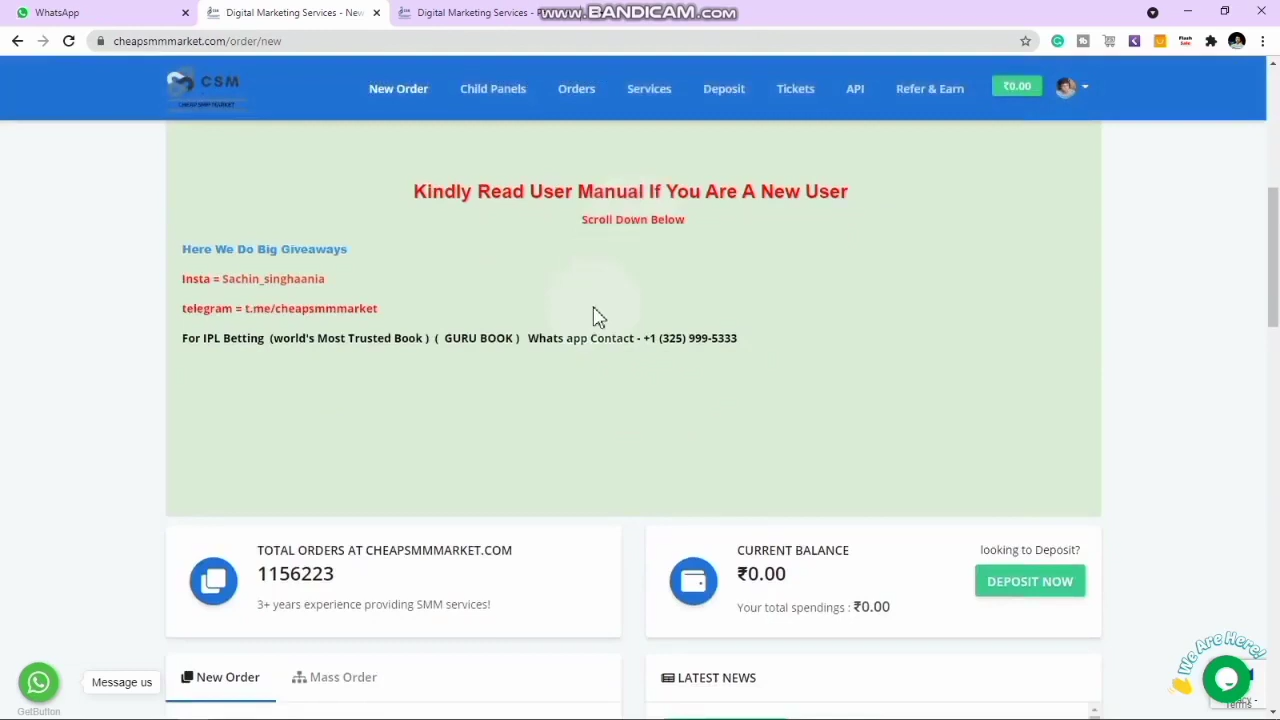 WhatsApp
Digital Marketing Services - New
Digital Marketing Services -
www.BANDICAM.com
cheapsmmmarket.com/order/new
CSM
CHEAP SMM MARKET
New Order
Child Panels
Orders
Services
Deposit
Tickets
API
Refer & Earn
₹0.00
Kindly Read User Manual If You Are A New User
Scroll Down Below
Here We Do Big Giveaways
Insta = Sachin_singhaania
telegram = t.me/cheapsmmmarket
For IPL Betting (world's Most Trusted Book ) ( GURU BOOK ) Whats app Contact - +1 (325) 999-5333
TOTAL ORDERS AT CHEAPSMMMARKET.COM
1156223
3+ years experience providing SMM services!
CURRENT BALANCE
₹0.00
Your total spendings : ₹0.00
looking to Deposit?
DEPOSIT NOW
New Order
Mass Order
LATEST NEWS
Message us
GetButton
We Are Here!
Terms